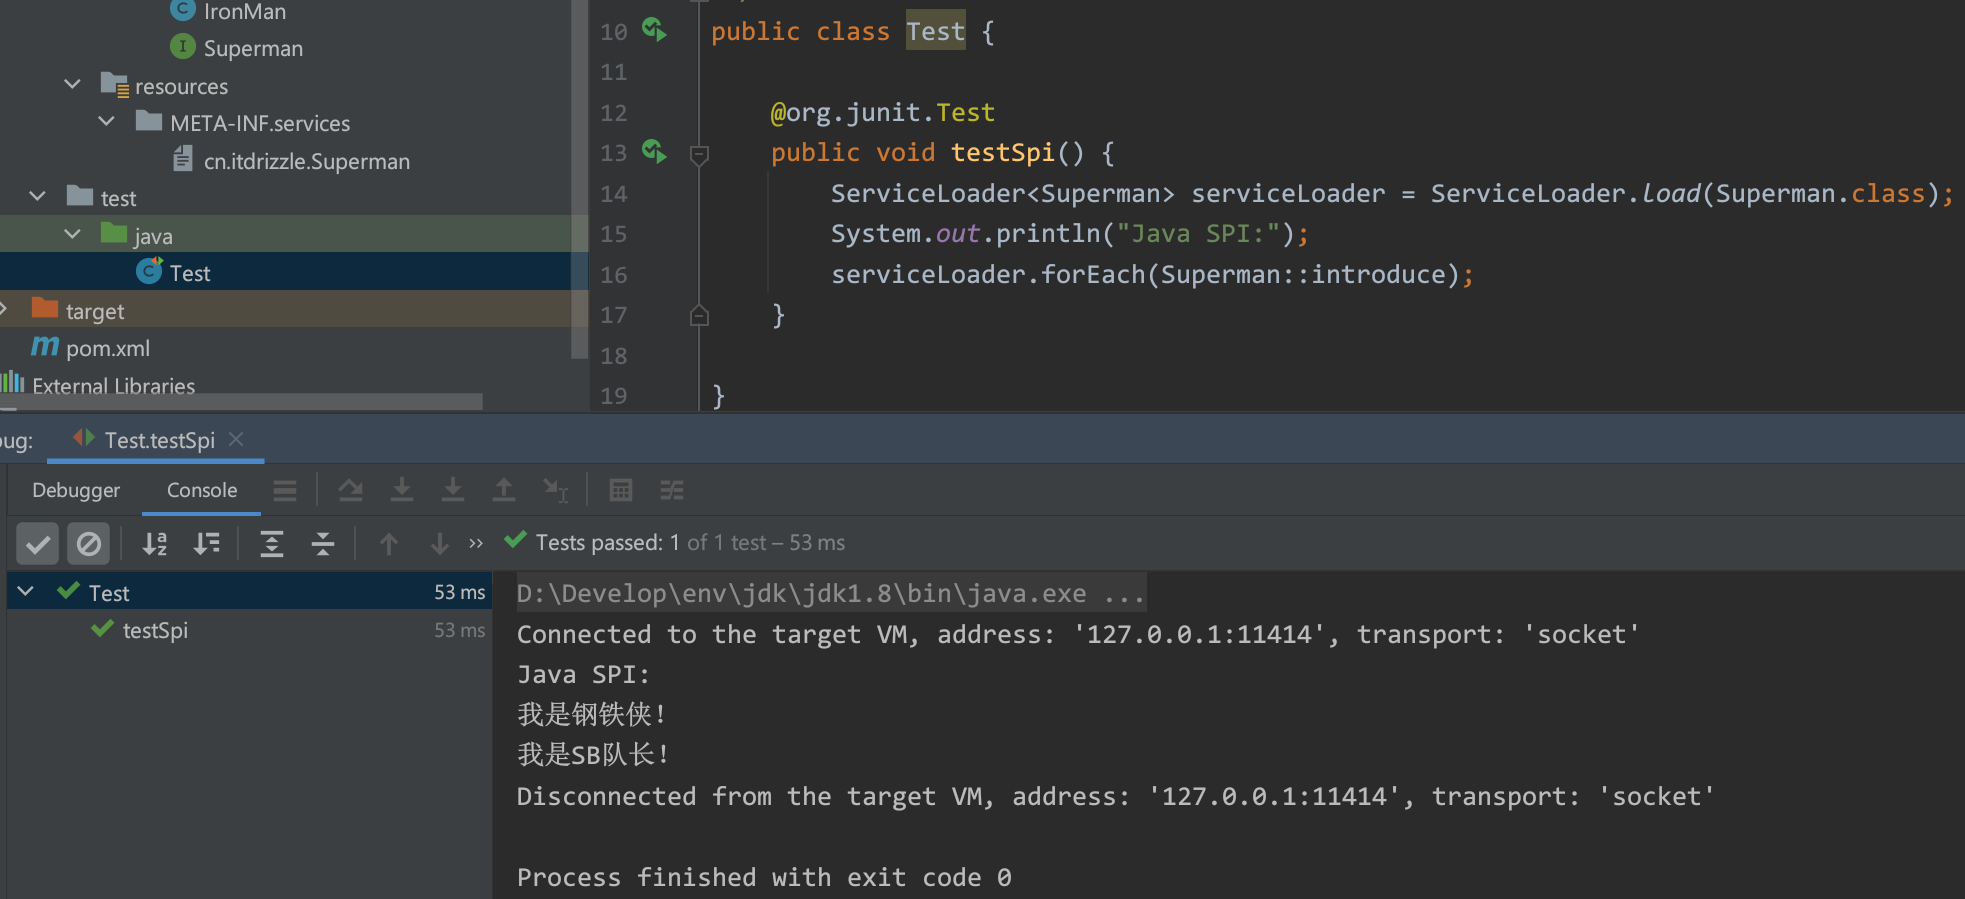 IronMan
Superman
resources
META-INF.services
cn.itdrizzle.Superman
test
java
Test
target
pom.xml
External Libraries
10 public class Test {
11
12 @org.junit.Test
13 public void testSpi() {
14 ServiceLoader<Superman> serviceLoader = ServiceLoader.load(Superman.class);
15 System.out.println("Java SPI:");
16 serviceLoader.forEach(Superman::introduce);
17 }
18
19 }
ug: Test.testSpi
Debugger Console
Tests passed: 1 of 1 test – 53 ms
Test 53 ms
testSpi 53 ms
D:\Develop\env\jdk\jdk1.8\bin\java.exe ...
Connected to the target VM, address: '127.0.0.1:11414', transport: 'socket'
Java SPI:
我是钢铁侠！
我是SB队长！
Disconnected from the target VM, address: '127.0.0.1:11414', transport: 'socket'
Process finished with exit code 0